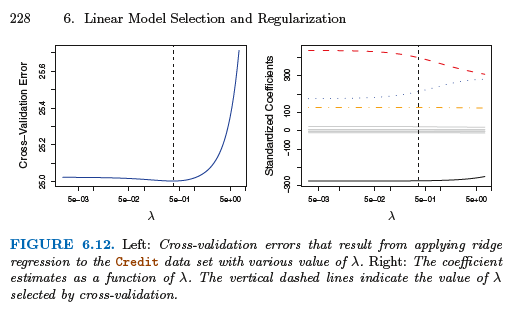 228 6. Linear Model Selection and Regularization
Cross−Validation Error
25.0 25.2 25.4 25.6
5e−03 5e−02 5e−01 5e+00
λ
Standardized Coefficients
−300 −100 0 100 300
5e−03 5e−02 5e−01 5e+00
λ
FIGURE 6.12. Left: Cross-validation errors that result from applying ridge
regression to the Credit data set with various value of λ. Right: The coefficient
estimates as a function of λ. The vertical dashed lines indicate the value of λ
selected by cross-validation.